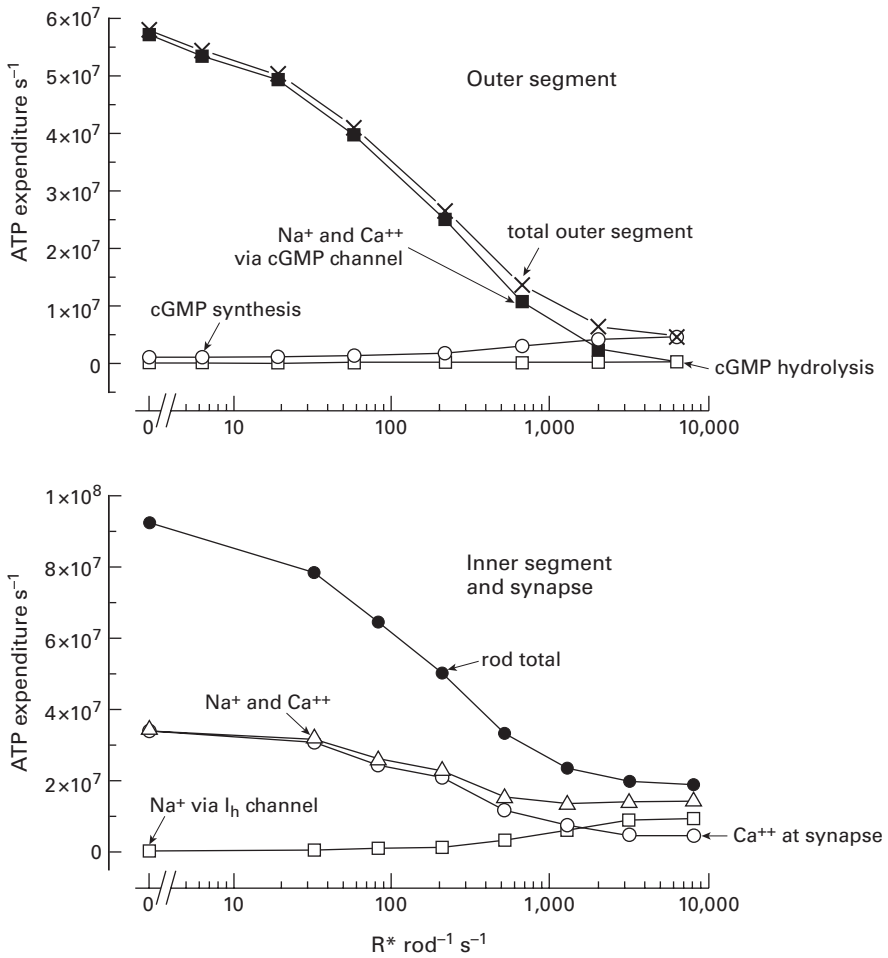 6×10⁷
5×10⁷
4×10⁷
3×10⁷
2×10⁷
1×10⁷
0
ATP expenditure s⁻¹
Outer segment
Na⁺ and Ca⁺⁺
via cGMP channel
total outer segment
cGMP synthesis
cGMP hydrolysis
0 10 100 1,000 10,000
1×10⁸
8×10⁷
6×10⁷
4×10⁷
2×10⁷
0
ATP expenditure s⁻¹
Inner segment
and synapse
rod total
Na⁺ and Ca⁺⁺
Na⁺ via Iₕ channel
Ca⁺⁺ at synapse
0 10 100 1,000 10,000
R* rod⁻¹ s⁻¹